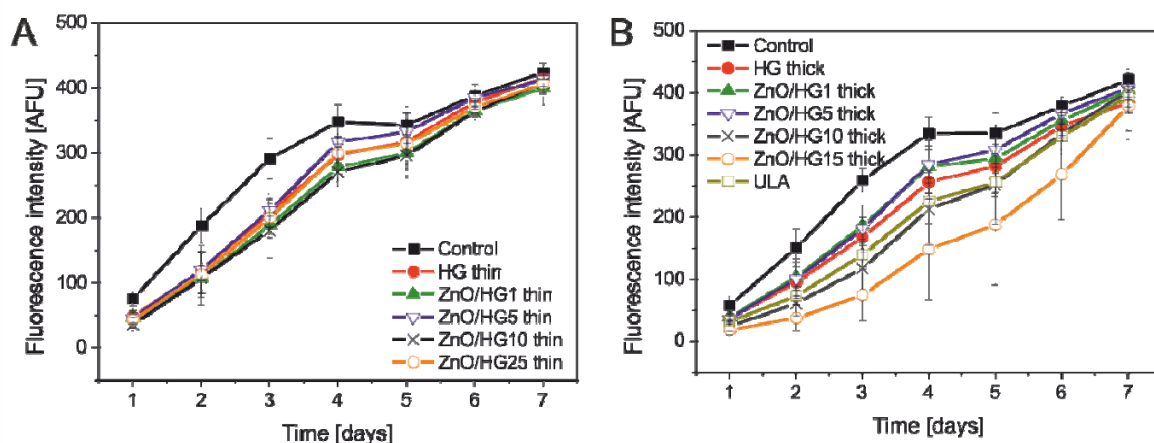 A
Fluorescence intensity [AFU]
500
400
300
200
100
0
Control
HG thin
ZnO/HG1 thin
ZnO/HG5 thin
ZnO/HG10 thin
ZnO/HG25 thin
1 2 3 4 5 6 7
Time [days]
B
Fluorescence intensity [AFU]
500
400
300
200
100
0
Control
HG thick
ZnO/HG1 thick
ZnO/HG5 thick
ZnO/HG10 thick
ZnO/HG15 thick
ULA
1 2 3 4 5 6 7
Time [days]